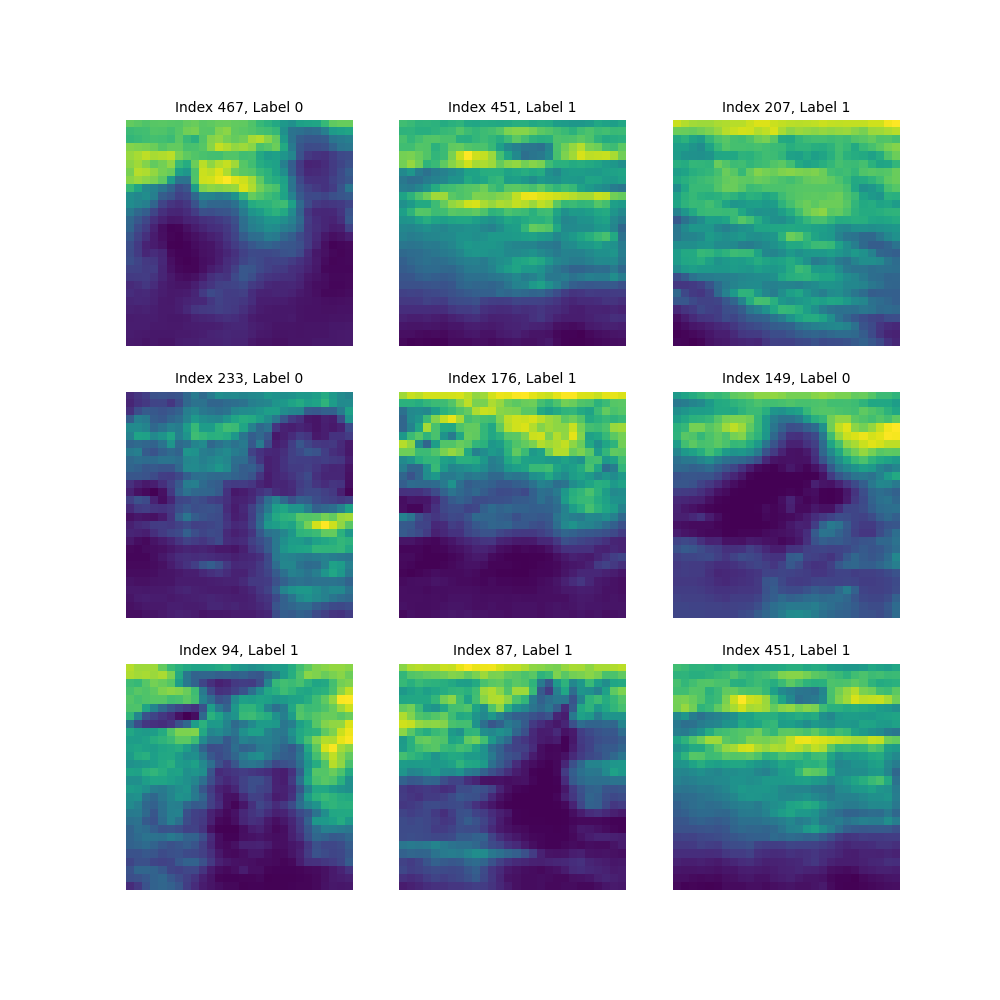 Index 467, Label 0
Index 451, Label 1
Index 207, Label 1
Index 233, Label 0
Index 176, Label 1
Index 149, Label 0
Index 94, Label 1
Index 87, Label 1
Index 451, Label 1